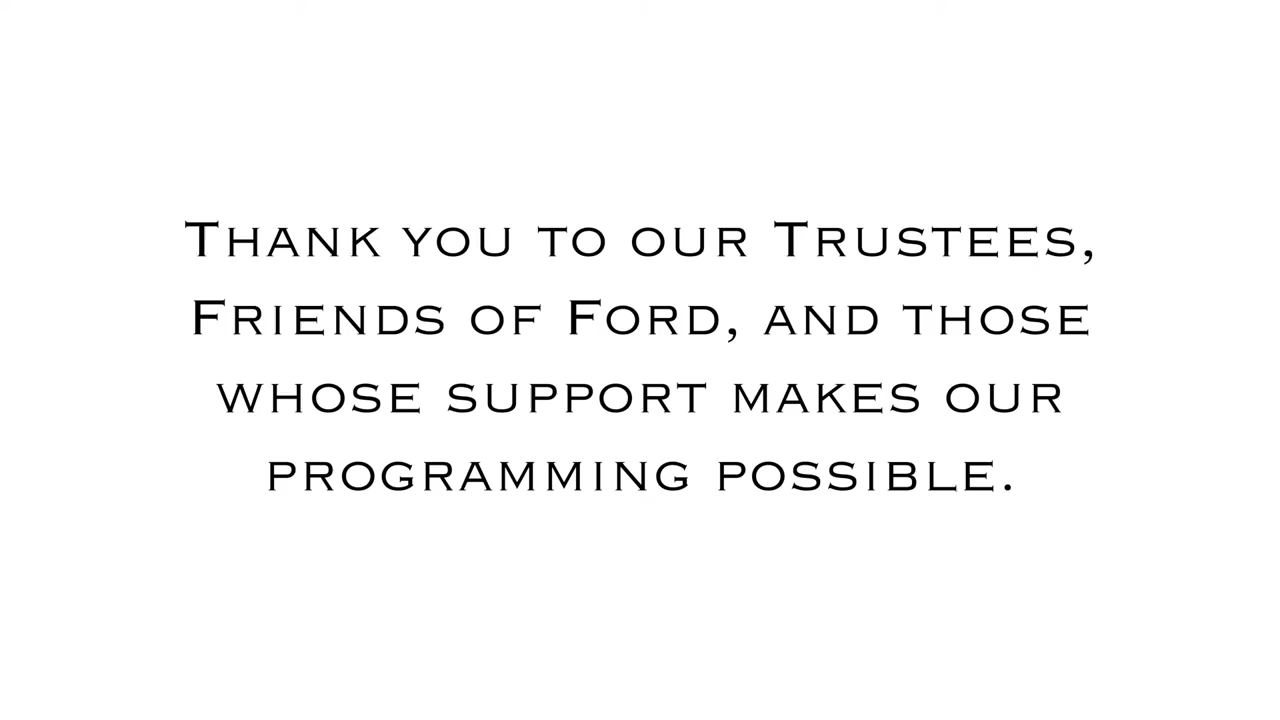 Thank you to our Trustees,
Friends of Ford, and those
whose support makes our
programming possible.